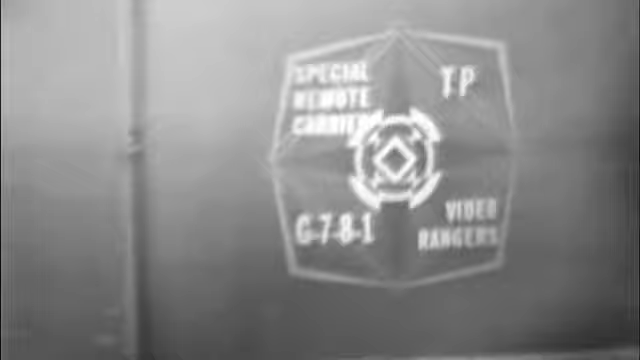 SPECIAL
REMOTE
CARRIER
TP
G-7-8-1
VIDEO
RANGERS